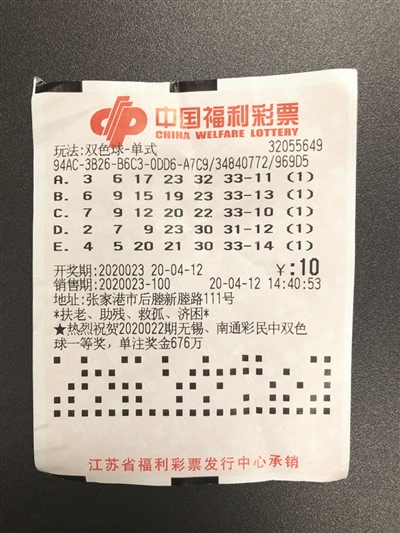 中国福利彩票
CHINA WELFARE LOTTERY
玩法:双色球-单式 32055649
94AC-3B26-B6C3-0DD6-A7C9/34840772/969D5
A. 3 6 17 23 32 33-11 (1)
B. 6 9 15 19 23 33-13 (1)
C. 7 9 12 20 22 33-10 (1)
D. 2 7 9 23 30 31-12 (1)
E. 4 5 20 21 30 33-14 (1)
开奖期:2020023 20-04-12 ¥:10
销售期:2020023-100 20-04-12 14:40:53
地址:张家港市后塍新塍路111号
*扶老、助残、救孤、济困*
★热烈祝贺2020022期无锡、南通彩民中双色
球一等奖，单注奖金676万
江苏省福利彩票发行中心承销